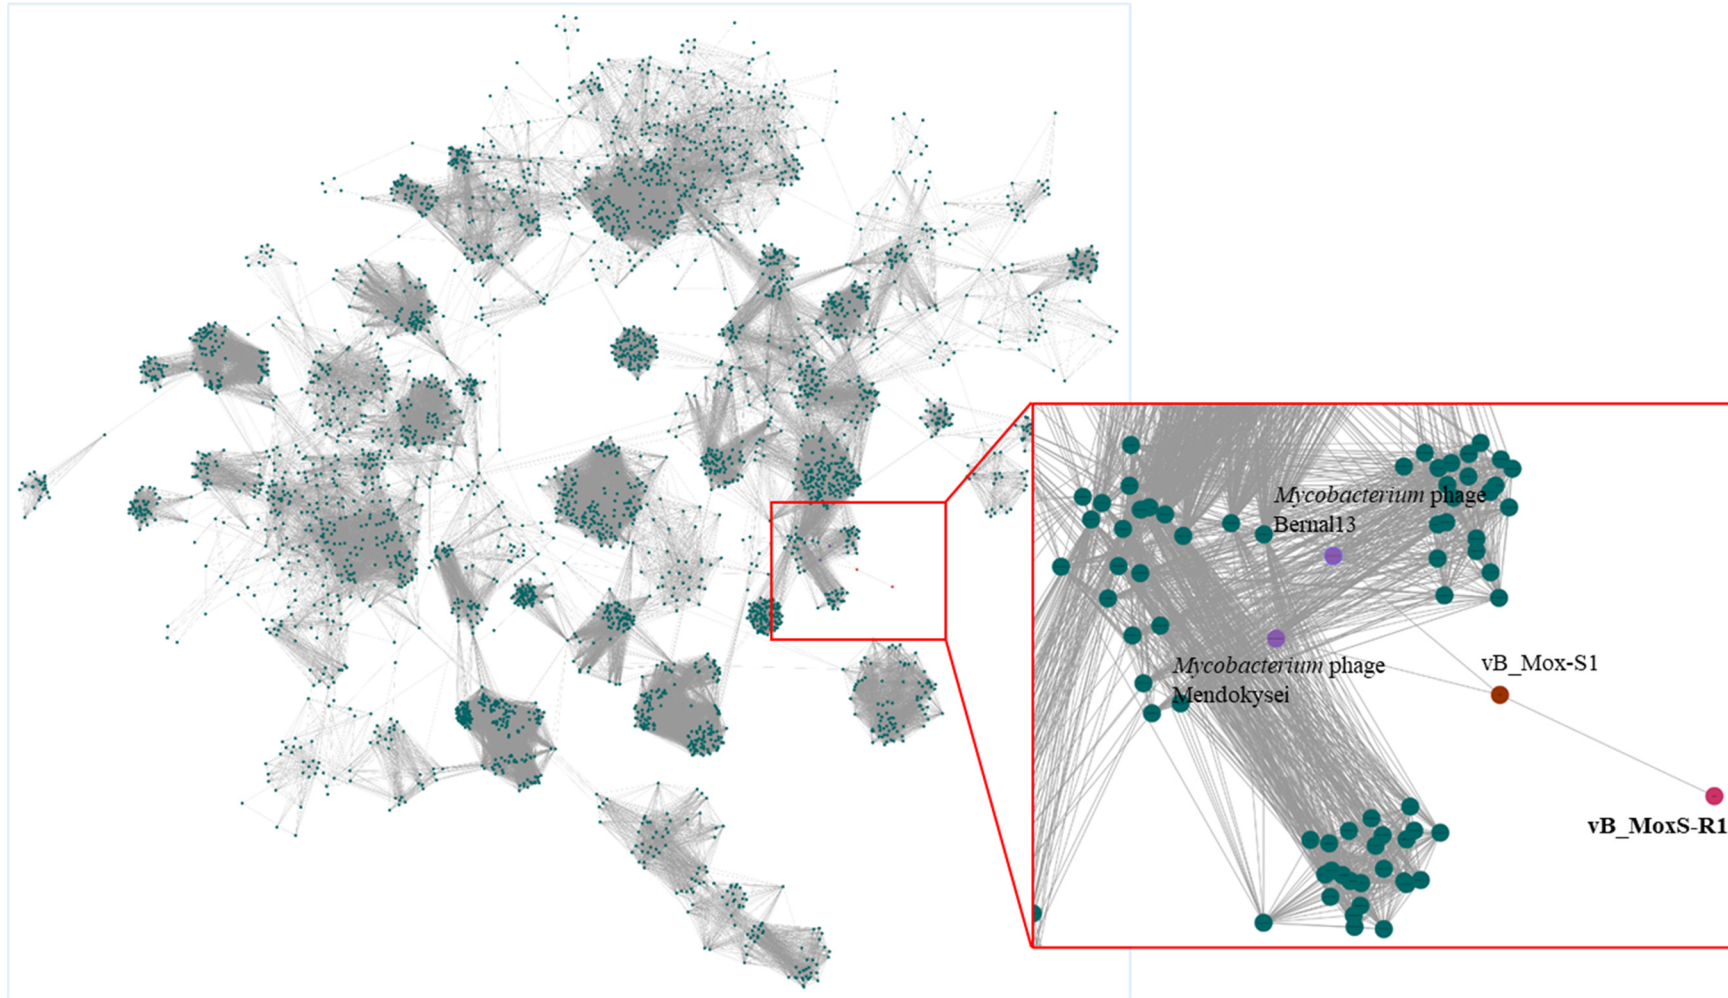 Mycobacterium phage
Bernal13
Mycobacterium phage
Mendokysei
vB_Mox-S1
vB_MoxS-R1